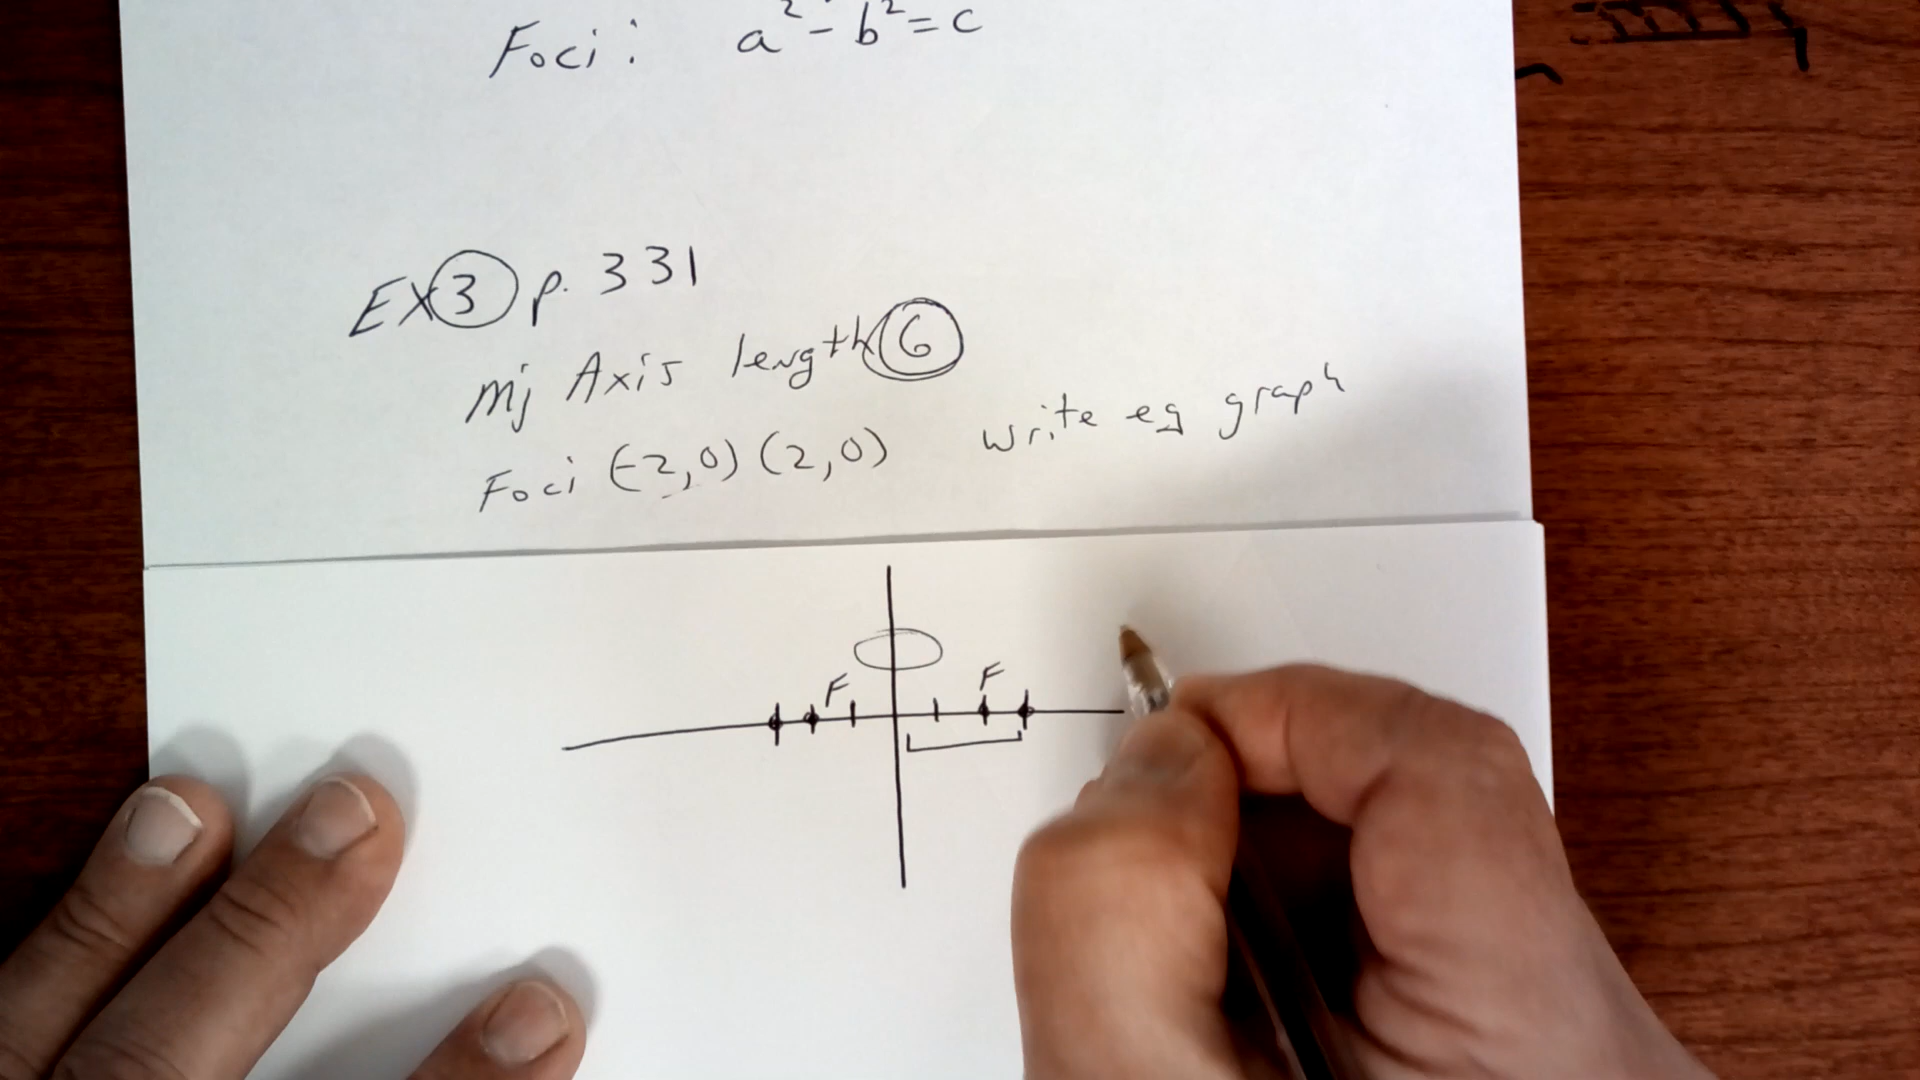 Foci: a² - b² = c
EX 3 p. 331
Mj Axis length 6
Foci (-2,0) (2,0) write eq graph
F F